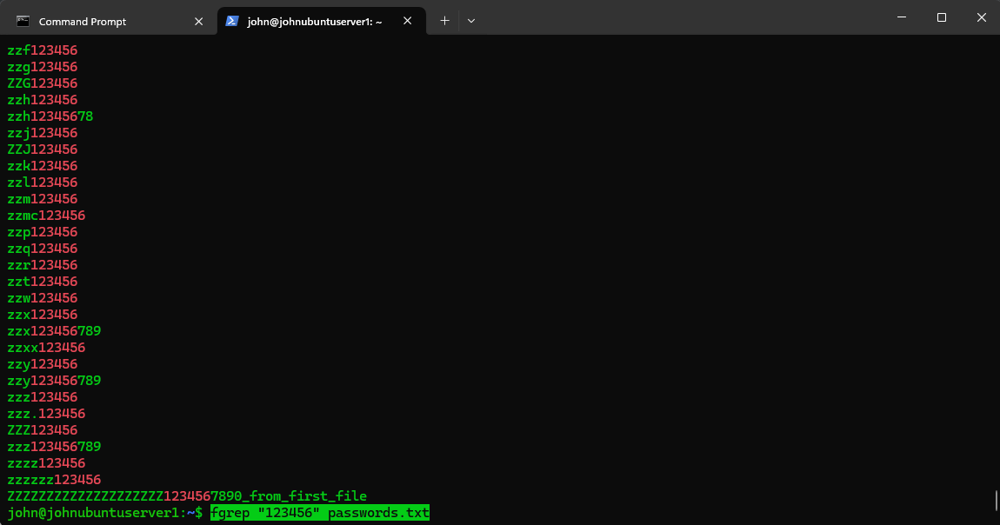 Command Prompt
john@johnubuntuserver1: ~
zzf123456
zzg123456
ZZG123456
zzh123456
zzh12345678
zzj123456
ZZJ123456
zzk123456
zzl123456
zzm123456
zzmc123456
zzp123456
zzq123456
zzr123456
zzt123456
zzw123456
zzx123456
zzx123456789
zzxx123456
zzy123456
zzy123456789
zzz123456
zzz.123456
ZZZ123456
zzz123456789
zzzz123456
zzzzzz123456
ZZZZZZZZZZZZZZZZZZZZ1234567890_from_first_file
john@johnubuntuserver1:~$ fgrep "123456" passwords.txt